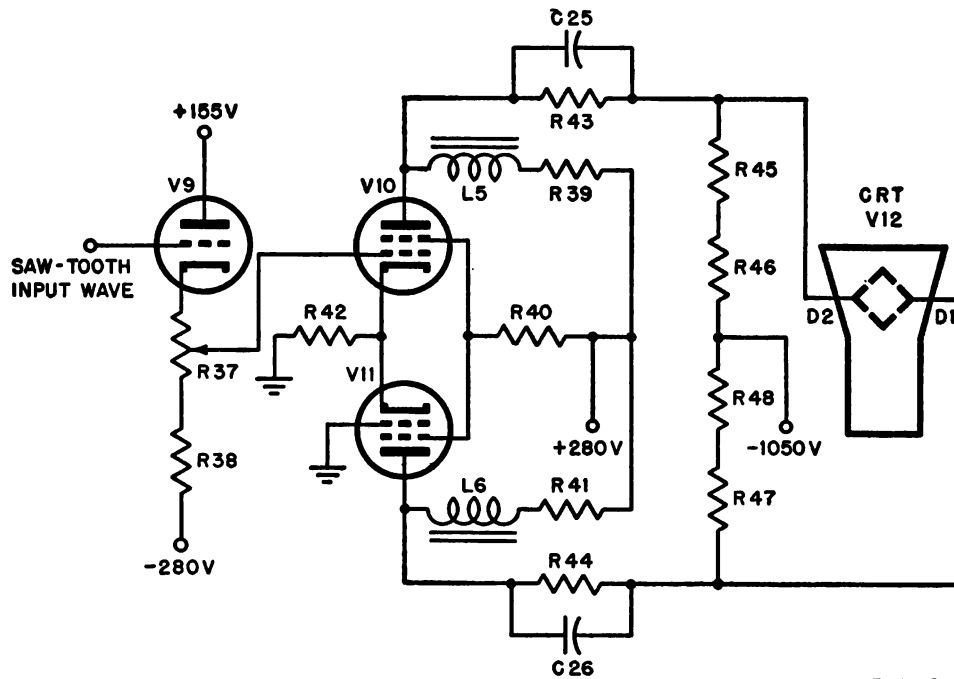 C25
R43
+155V
V9
V10
L5
R39
R45
CRT
V12
SAW-TOOTH
INPUT WAVE
R46
D2
D1
R42
R40
R37
V11
R48
+280V
-1050V
R38
L6
R41
R47
-280V
R44
C26